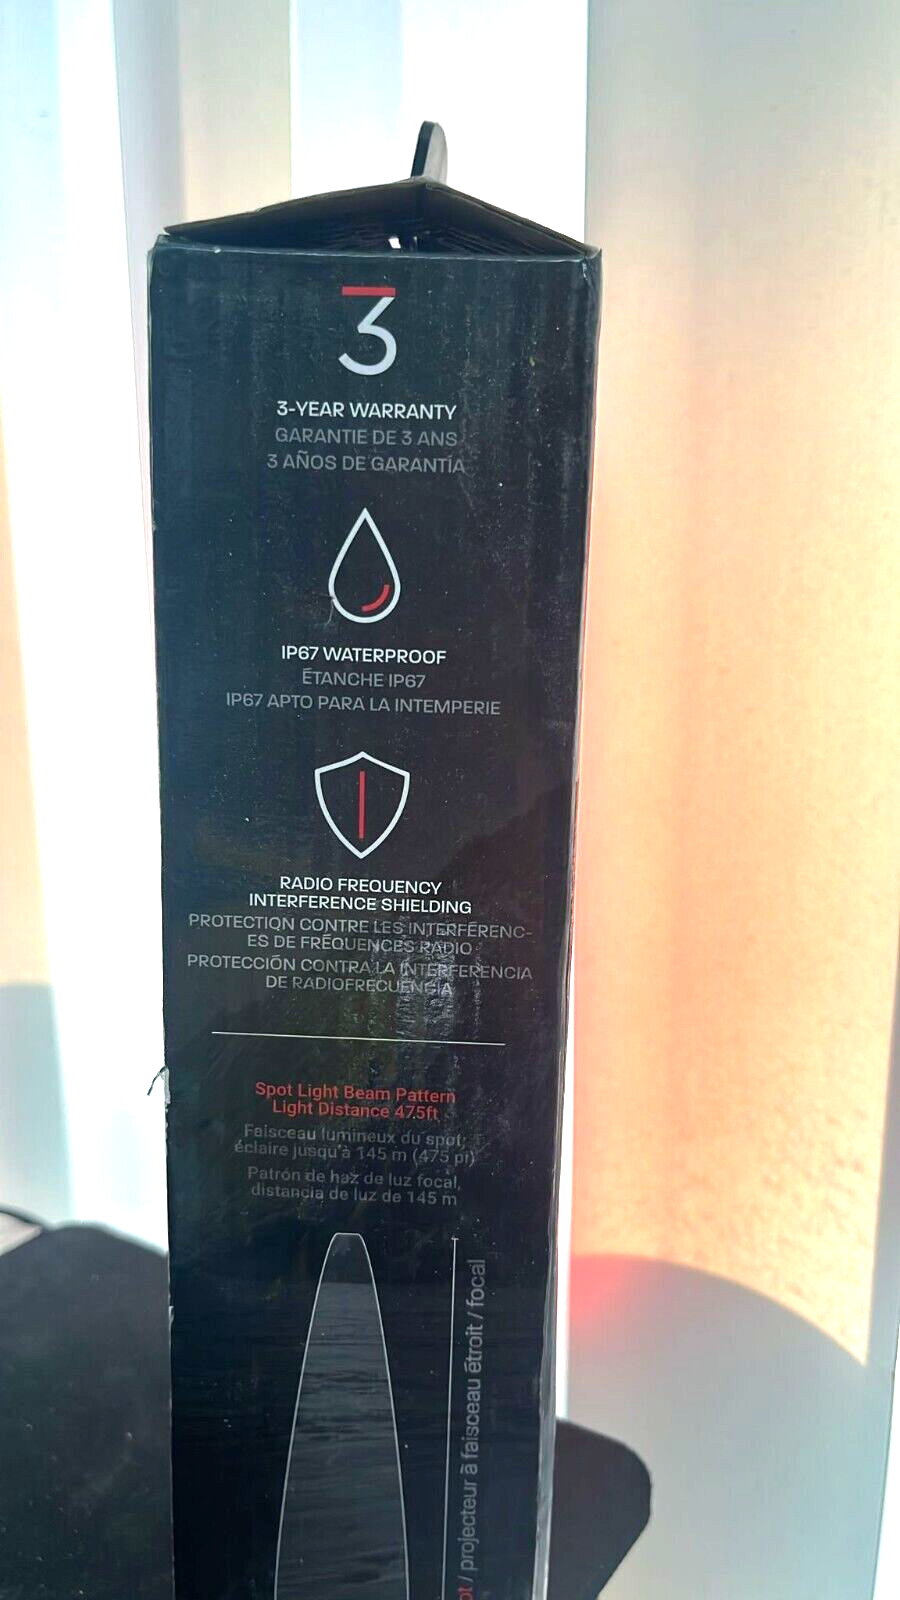 3
3-YEAR WARRANTY
GARANTIE DE 3 ANS
3 AÑOS DE GARANTÍA
IP67 WATERPROOF
ÉTANCHE IP67
IP67 APTO PARA LA INTEMPERIE
RADIO FREQUENCY
INTERFERENCE SHIELDING
PROTECTION CONTRE LES INTERFÉRENC-
ES DE FRÉQUENCES RADIO
PROTECCIÓN CONTRA LA INTERFERENCIA
DE RADIOFRECUENCIA
Spot Light Beam Pattern
Light Distance 475ft
Faisceau lumineux du spot;
éclaire jusqu'à 145 m (475 pi)
Patrón de haz de luz focal,
distancia de luz de 145 m
/ projecteur à faisceau étroit / focal